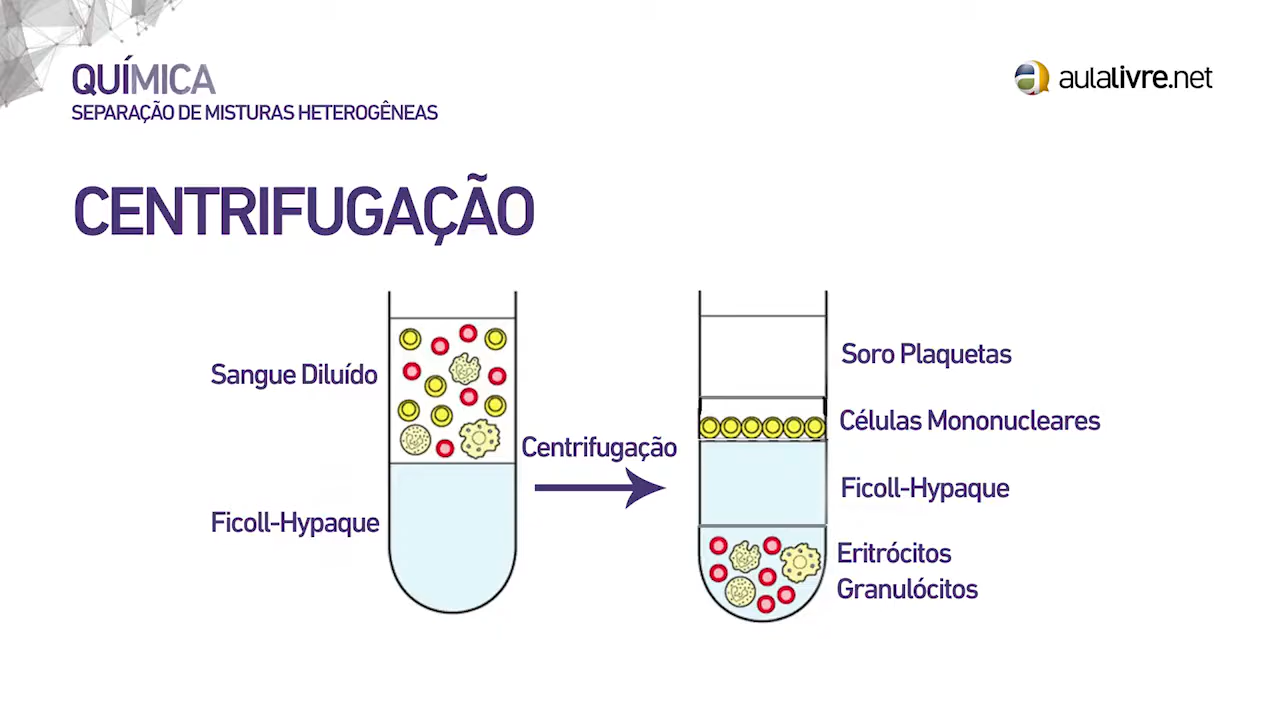 QUÍMICA
SEPARAÇÃO DE MISTURAS HETEROGÊNEAS
aulalivre.net
CENTRIFUGAÇÃO
Sangue Diluído
Ficoll-Hypaque
Centrifugação
Soro Plaquetas
Células Mononucleares
Ficoll-Hypaque
Eritrócitos
Granulócitos